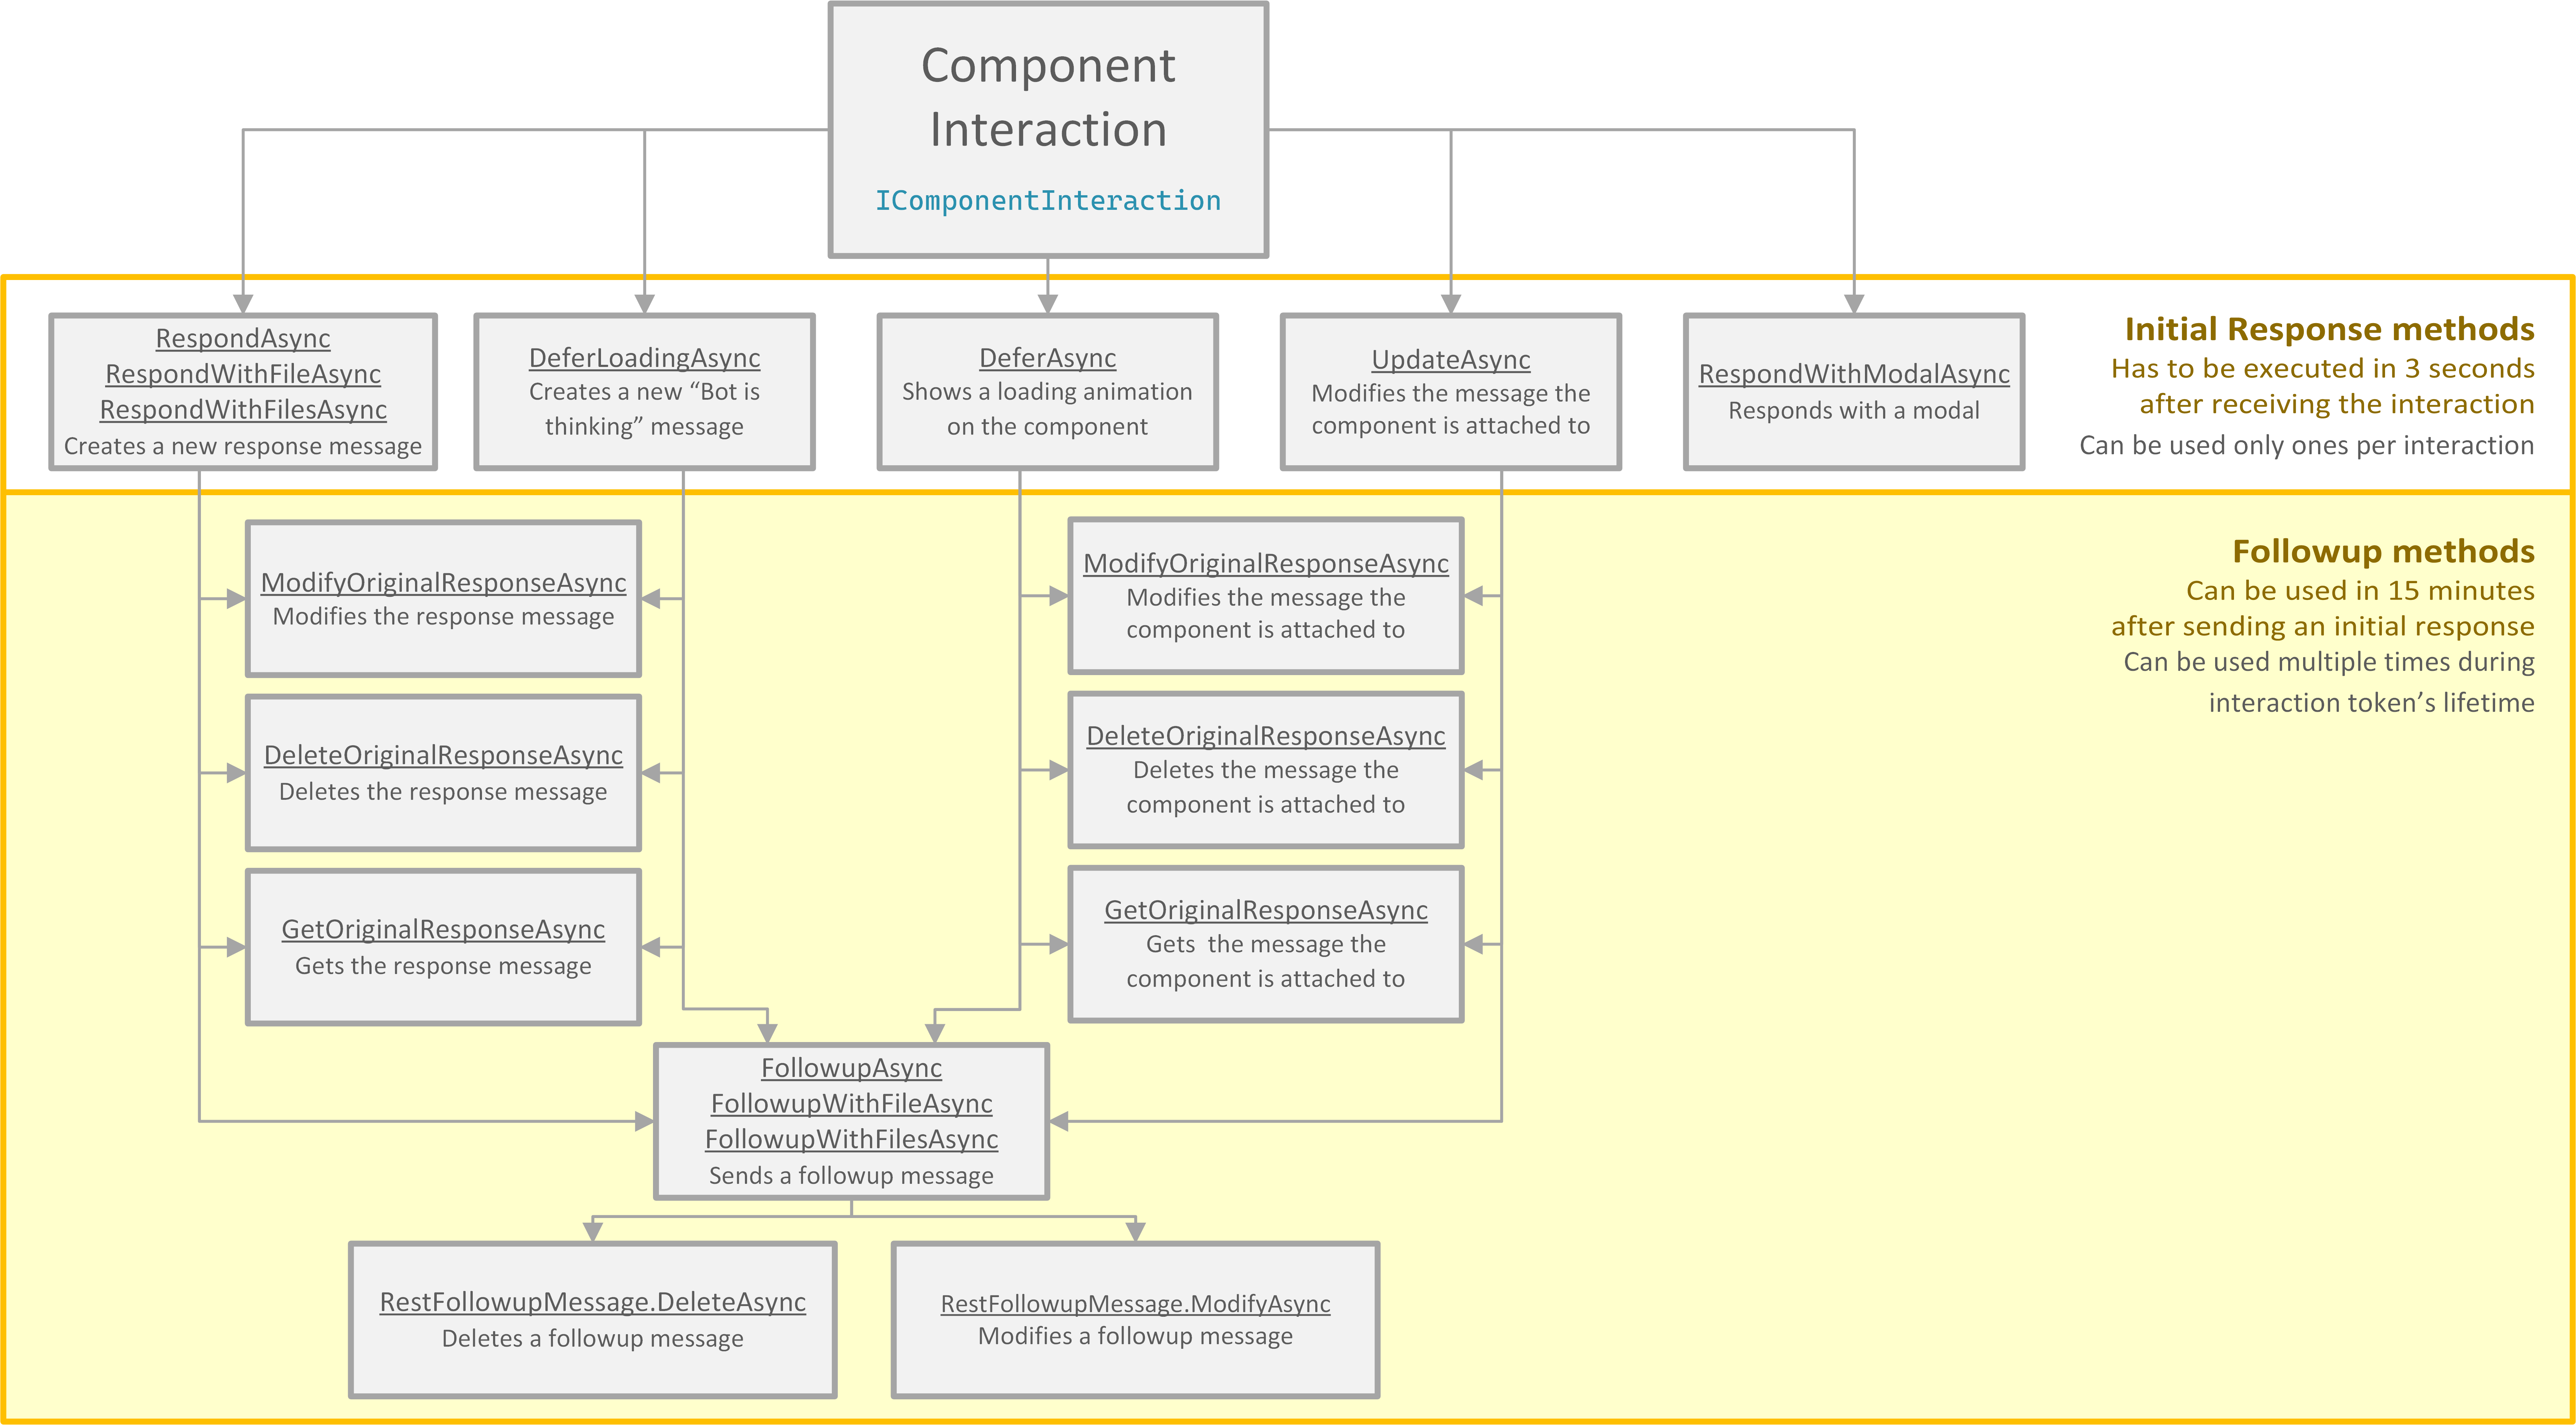 Component
Interaction
IComponentInteraction
RespondAsync
RespondWithFileAsync
RespondWithFilesAsync
Creates a new response message
DeferLoadingAsync
Creates a new “Bot is
thinking” message
DeferAsync
Shows a loading animation
on the component
UpdateAsync
Modifies the message the
component is attached to
RespondWithModalAsync
Responds with a modal
Initial Response methods
Has to be executed in 3 seconds
after receiving the interaction
Can be used only ones per interaction
ModifyOriginalResponseAsync
Modifies the response message
ModifyOriginalResponseAsync
Modifies the message the
component is attached to
Followup methods
Can be used in 15 minutes
after sending an initial response
Can be used multiple times during
interaction token’s lifetime
DeleteOriginalResponseAsync
Deletes the response message
DeleteOriginalResponseAsync
Deletes the message the
component is attached to
GetOriginalResponseAsync
Gets the response message
GetOriginalResponseAsync
Gets  the message the
component is attached to
FollowupAsync
FollowupWithFileAsync
FollowupWithFilesAsync
Sends a followup message
RestFollowupMessage.DeleteAsync
Deletes a followup message
RestFollowupMessage.ModifyAsync
Modifies a followup message